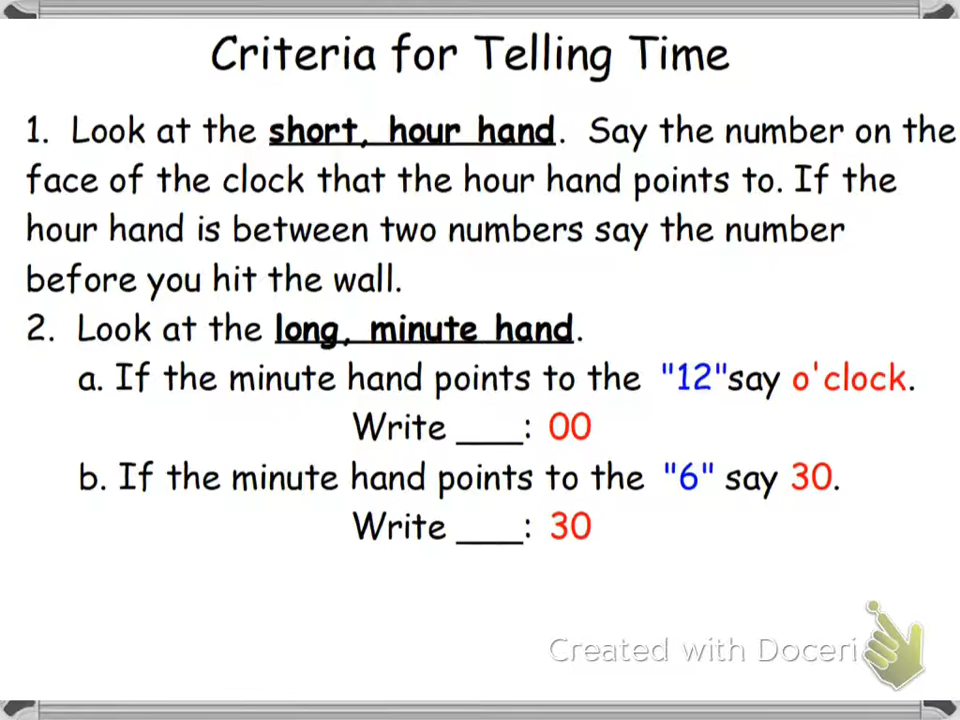 Criteria for Telling Time
1. Look at the short, hour hand. Say the number on the
face of the clock that the hour hand points to. If the
hour hand is between two numbers say the number
before you hit the wall.
2. Look at the long, minute hand.
a. If the minute hand points to the "12"say o'clock.
Write ___: 00
b. If the minute hand points to the "6" say 30.
Write ___: 30
Created with Doceri